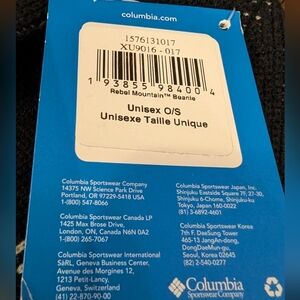 columbia.com
1576131017
XU9016 - 017
1 93855 98400 4
Rebel Mountain™ Beanie
Unisex O/S
Unisexe Taille Unique
Columbia Sportswear Company
14375 NW Science Park Drive
Portland, OR 97229-5418 USA
1-(800) 547-8066
Columbia Sportswear Canada LP
1425 Max Brose Drive,
London, ON, Canada N6N 0A2
1-(800) 265-7067
Columbia Sportswear International
SàRL, Geneva Business Center,
Avenue des Morgines 12,
1213 Petit-Lancy,
Geneva, Switzerland
(41) 22-870-90-00
Columbia Sportswear Japan, Inc.
Shinjuku Eastside Square 7F, 27-30,
Shinjuku 6-Chome, Shinjuku-ku
Tokyo, Japan 160-0022
(81) 3-6892-4601
Columbia Sportswear Korea
7th F. DaeSung Tower
465-13 JangAn-dong,
DongDaeMun-gu,
Seoul, Korea 02645
(82) 2-540-0277
Columbia
Sportswear Company